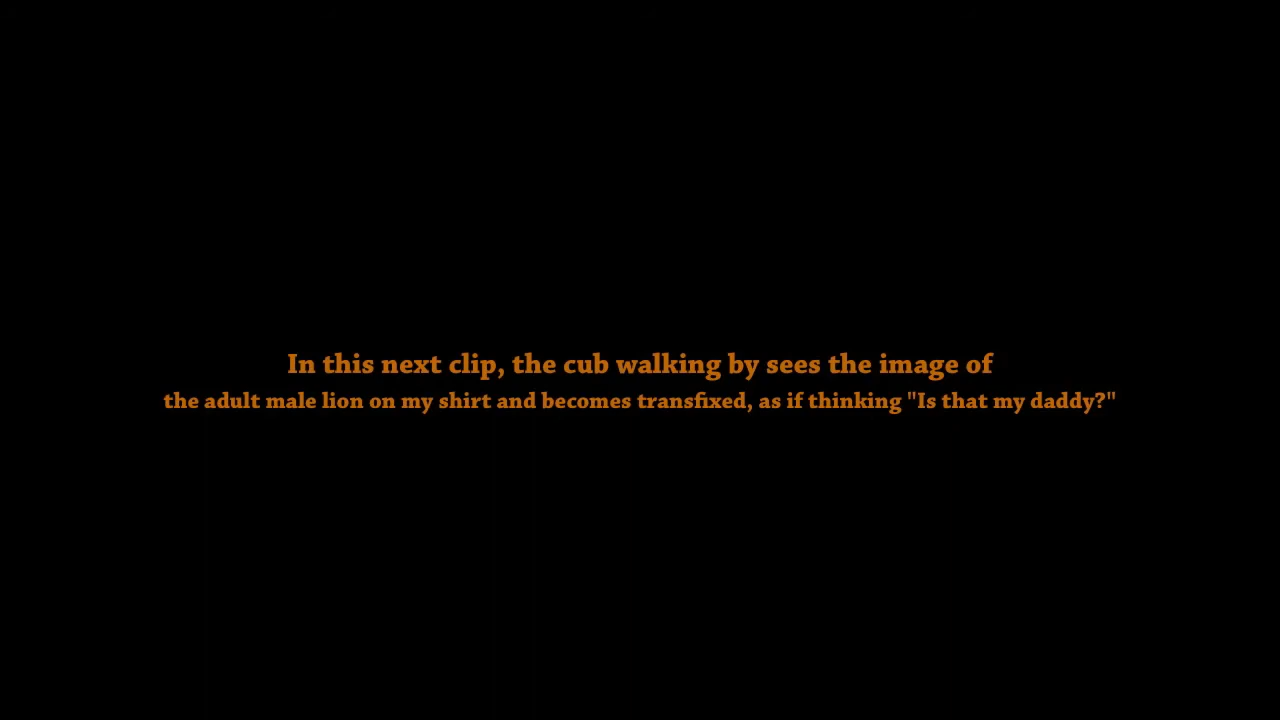 In this next clip, the cub walking by sees the image of
the adult male lion on my shirt and becomes transfixed, as if thinking "Is that my daddy?"